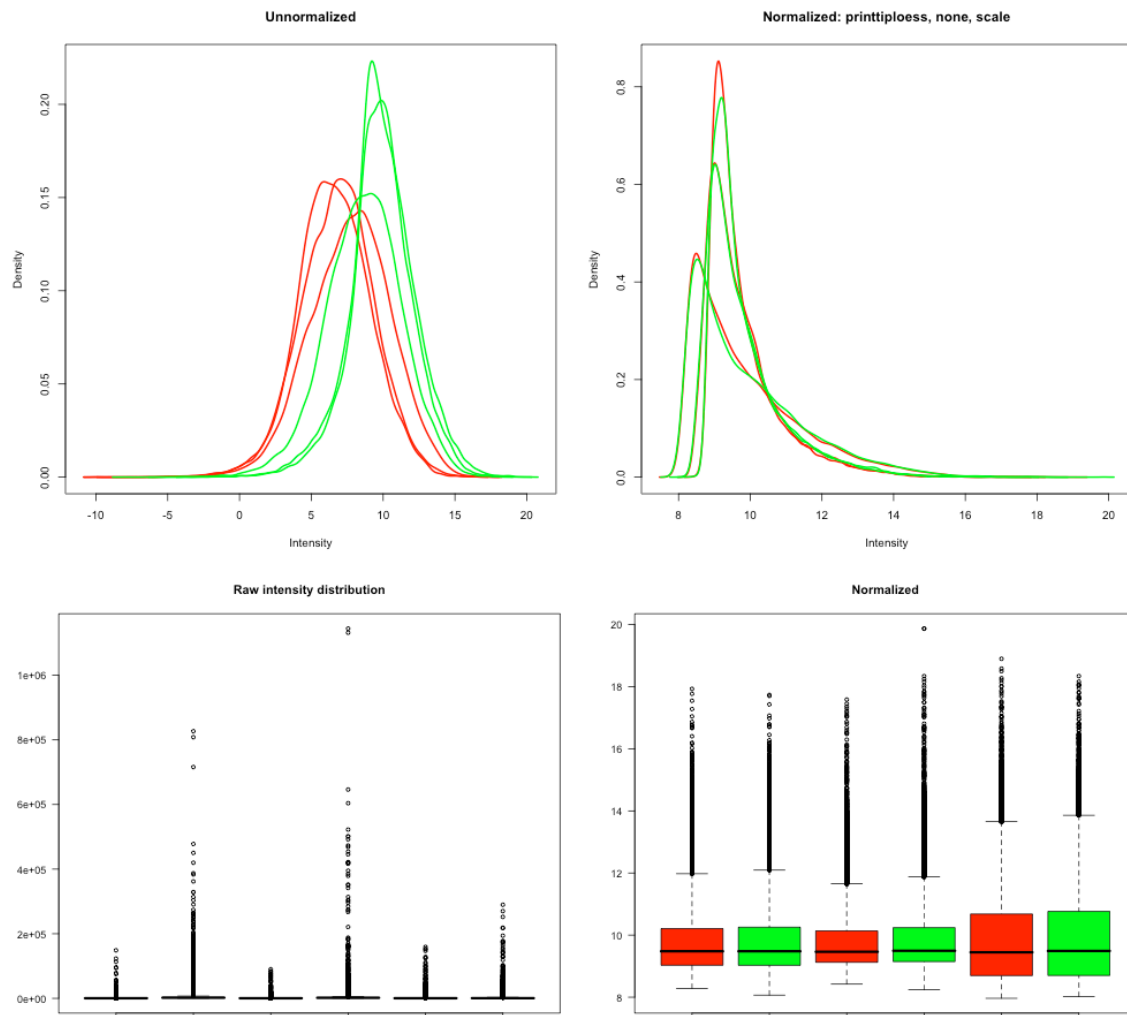 Unnormalized
Density
0.00
0.05
0.10
0.15
0.20
-10
-5
0
5
10
15
20
Intensity
Normalized: printtiploess, none, scale
Density
0.0
0.2
0.4
0.6
0.8
8
10
12
14
16
18
20
Intensity
Raw intensity distribution
1e+06
8e+05
6e+05
4e+05
2e+05
0e+00
Normalized
20
18
16
14
12
10
8